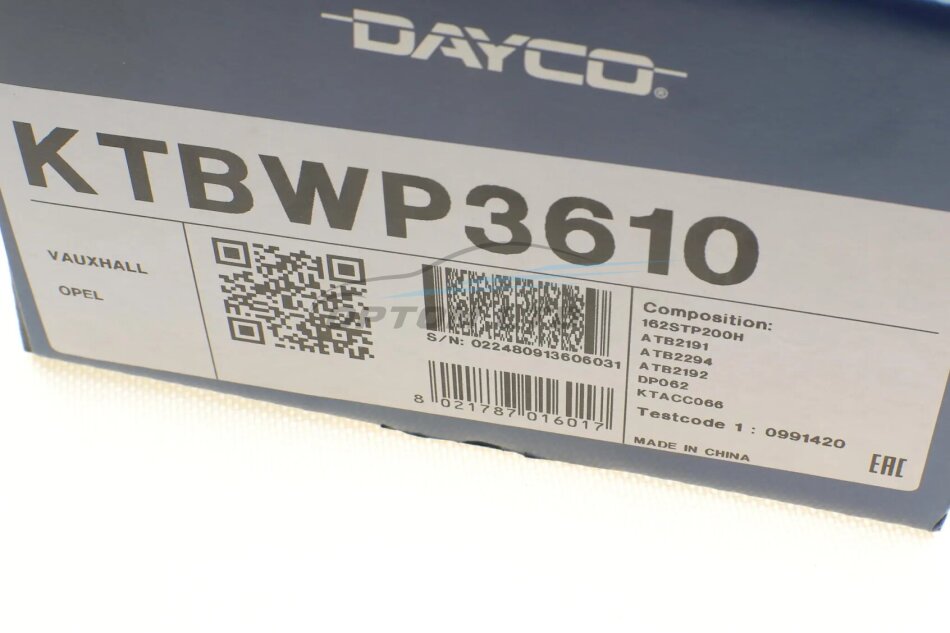 DAYCO®
KTBWP3610
VAUXHALL
OPEL
S/N: 022480913606031
8 021787 016017
Composition:
162STP200H
ATB2191
ATB2294
ATB2192
DP062
KTACC066
Testcode 1 : 0991420
MADE IN CHINA
EAC